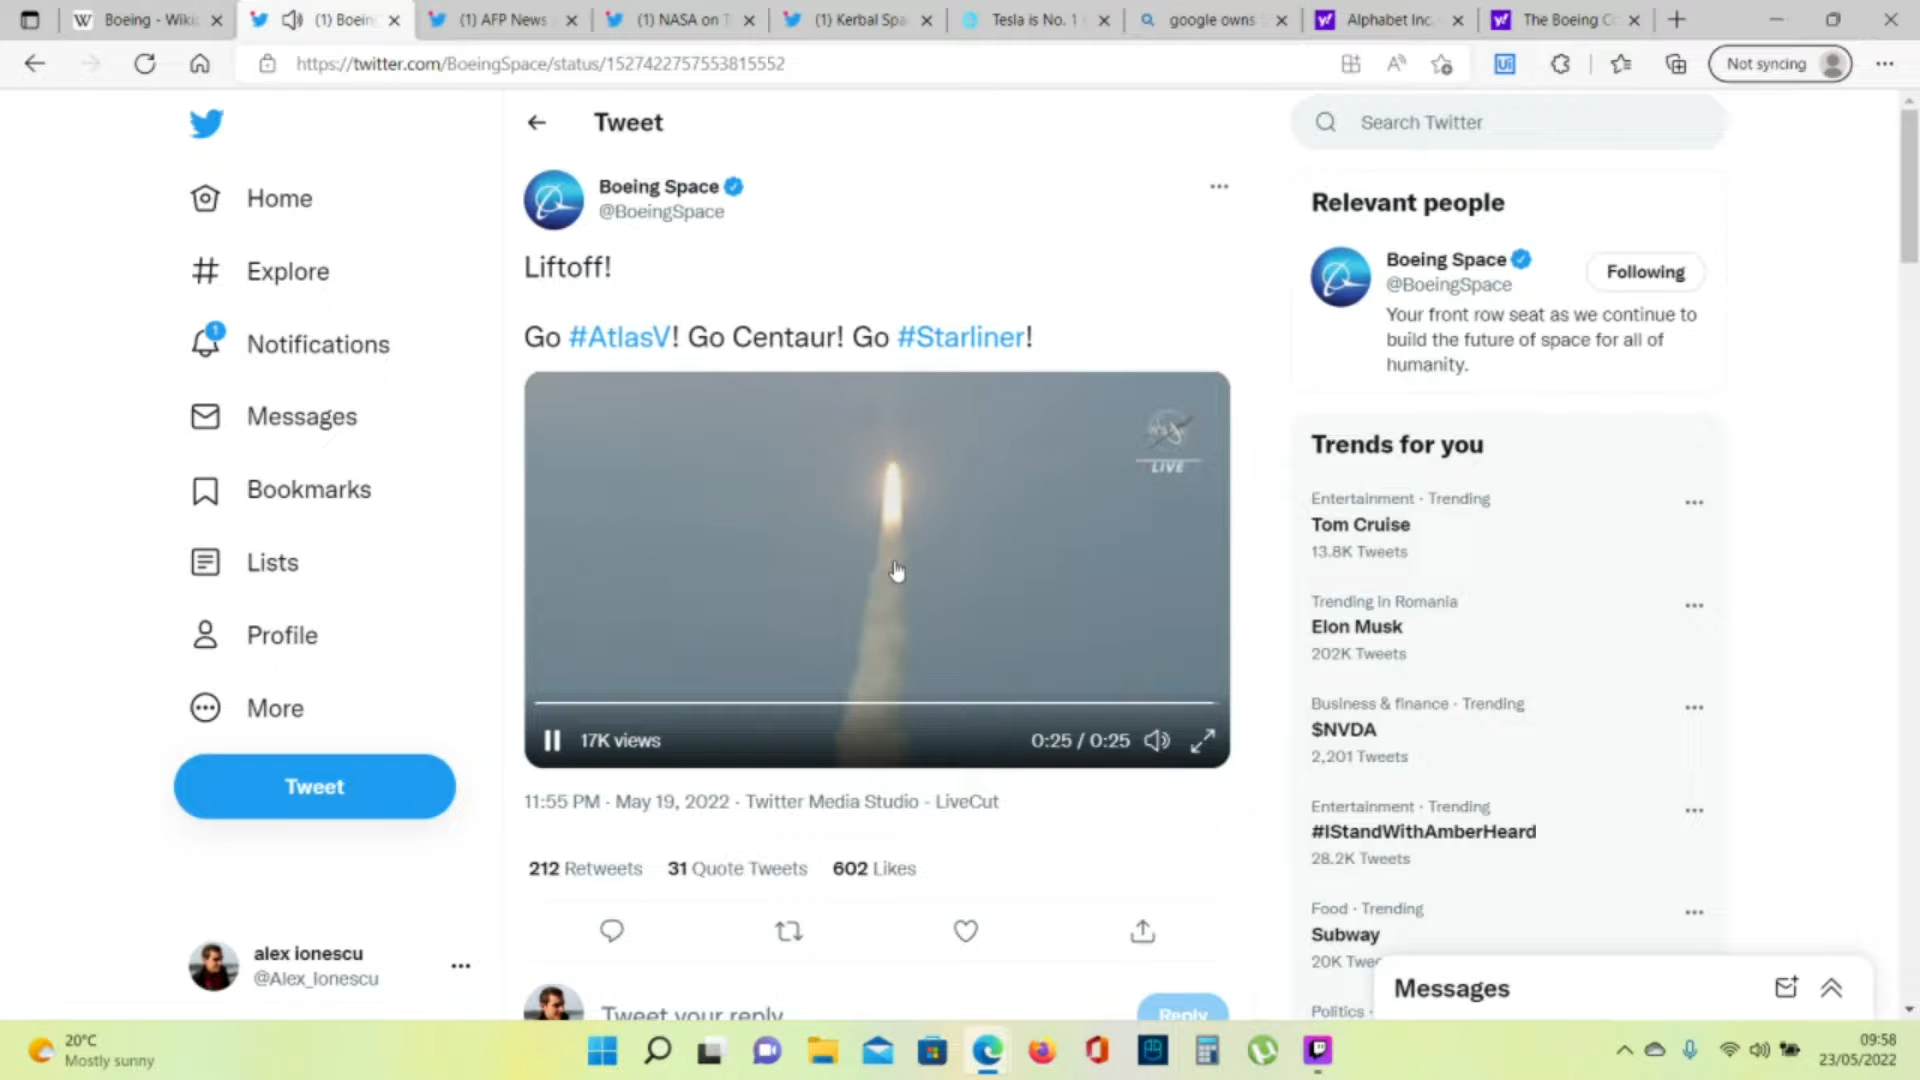 Boeing - Wiki
(1) Boein
(1) AFP News
(1) NASA on T
(1) Kerbal Spa
Tesla is No. 1
google owns
Alphabet Inc.
The Boeing C
https://twitter.com/BoeingSpace/status/1527422757553815552
Not syncing
Home
Explore
1
Notifications
Messages
Bookmarks
Lists
Profile
More
Tweet
alex ionescu
@Alex_Ionescu
Tweet
Boeing Space
@BoeingSpace
Liftoff!
Go #AtlasV! Go Centaur! Go #Starliner!
LIVE
17K views
0:25 / 0:25
11:55 PM · May 19, 2022 · Twitter Media Studio - LiveCut
212 Retweets 31 Quote Tweets 602 Likes
Tweet your reply
Reply
Search Twitter
Relevant people
Boeing Space
@BoeingSpace
Following
Your front row seat as we continue to
build the future of space for all of
humanity.
Trends for you
Entertainment · Trending
Tom Cruise
13.8K Tweets
Trending in Romania
Elon Musk
202K Tweets
Business & finance · Trending
$NVDA
2,201 Tweets
Entertainment · Trending
#IStandWithAmberHeard
28.2K Tweets
Food · Trending
Subway
20K Twee
Politics ·
Messages
20°C
Mostly sunny
09:58
23/05/2022